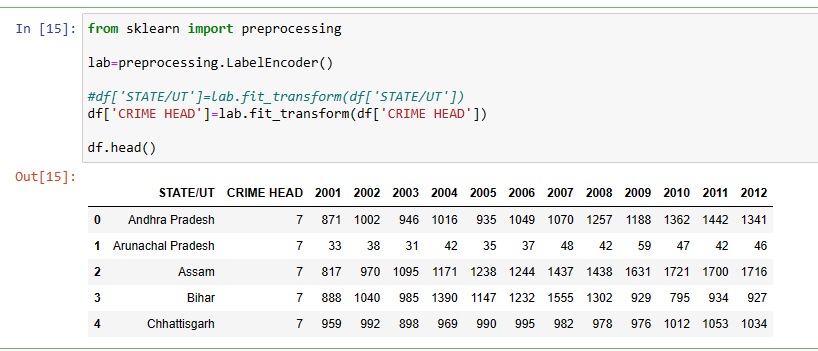 In [15]: from sklearn import preprocessing
lab=preprocessing.LabelEncoder()
#df['STATE/UT']=lab.fit_transform(df['STATE/UT'])
df['CRIME HEAD']=lab.fit_transform(df['CRIME HEAD'])
df.head()
Out[15]:
STATE/UT CRIME HEAD 2001 2002 2003 2004 2005 2006 2007 2008 2009 2010 2011 2012
0 Andhra Pradesh 7 871 1002 946 1016 935 1049 1070 1257 1188 1362 1442 1341
1 Arunachal Pradesh 7 33 38 31 42 35 37 48 42 59 47 42 46
2 Assam 7 817 970 1095 1171 1238 1244 1437 1438 1631 1721 1700 1716
3 Bihar 7 888 1040 985 1390 1147 1232 1555 1302 929 795 934 927
4 Chhattisgarh 7 959 992 898 969 990 995 982 978 976 1012 1053 1034